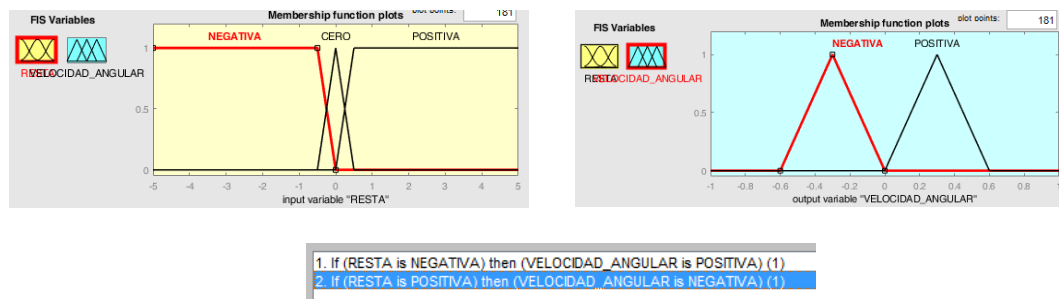 FIS Variables
Membership function plots
plot points:
181
NEGATIVA
CERO
POSITIVA
RESTA
VELOCIDAD_ANGULAR
1
0.5
0
-5 -4 -3 -2 -1 0 1 2 3 4 5
input variable "RESTA"
FIS Variables
Membership function plots
plot points:
181
NEGATIVA
POSITIVA
RESTA
VELOCIDAD_ANGULAR
1
0.5
0
-1 -0.8 -0.6 -0.4 -0.2 0 0.2 0.4 0.6 0.8 1
output variable "VELOCIDAD_ANGULAR"
1. If (RESTA is NEGATIVA) then (VELOCIDAD_ANGULAR is POSITIVA) (1)
2. If (RESTA is POSITIVA) then (VELOCIDAD_ANGULAR is NEGATIVA) (1)